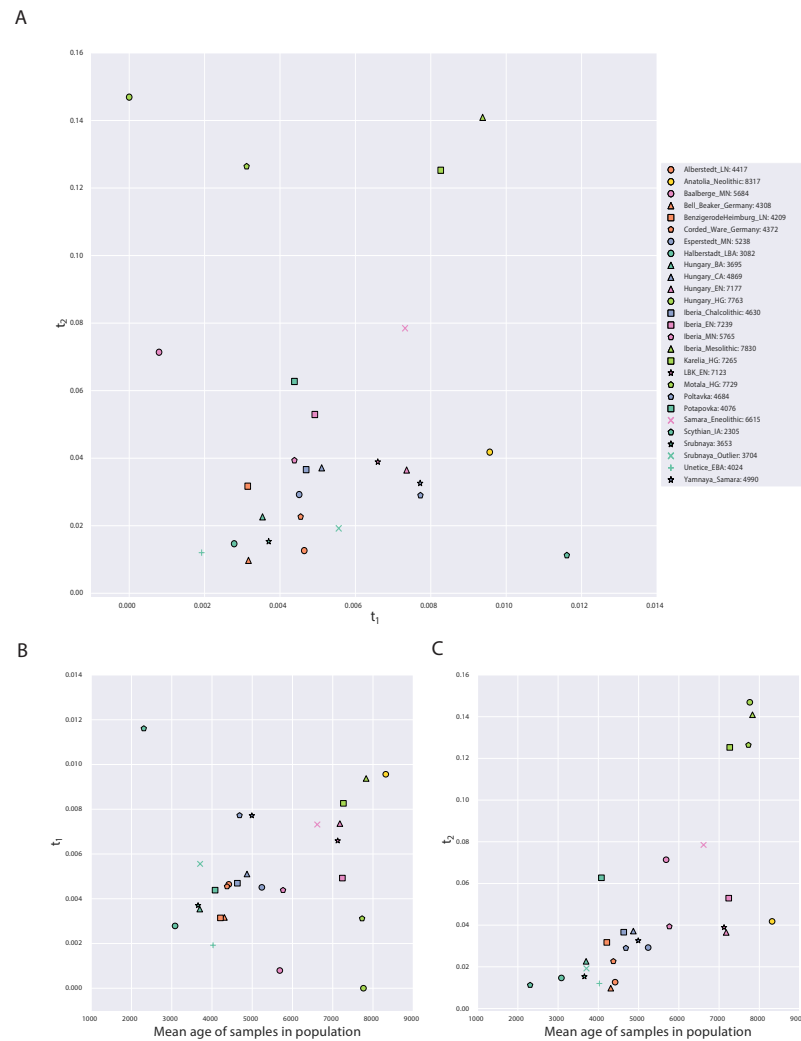 A
0.16
0.14
0.12
0.10
0.08
0.06
0.04
0.02
0.00
t2
0.000
0.002
0.004
0.006
0.008
0.010
0.012
0.014
t1
Alberstedt_LN: 4417
Anatolia_Neolithic: 8317
Baalberge_MN: 5684
Bell_Beaker_Germany: 4308
BenzigerodeHeimburg_LN: 4209
Corded_Ware_Germany: 4372
Esperstedt_MN: 5238
Halberstadt_LBA: 3082
Hungary_BA: 3695
Hungary_CA: 4869
Hungary_EN: 7177
Hungary_HG: 7763
Iberia_Chalcolithic: 4630
Iberia_EN: 7239
Iberia_MN: 5765
Iberia_Mesolithic: 7830
Karelia_HG: 7265
LBK_EN: 7123
Motala_HG: 7729
Poltavka: 4684
Potapovka: 4076
Samara_Eneolithic: 6615
Scythian_IA: 2305
Srubnaya: 3653
Srubnaya_Outlier: 3704
Unetice_EBA: 4024
Yamnaya_Samara: 4990
B
0.014
0.012
0.010
0.008
0.006
0.004
0.002
0.000
t1
1000
2000
3000
4000
5000
6000
7000
8000
9000
Mean age of samples in population
C
0.16
0.14
0.12
0.10
0.08
0.06
0.04
0.02
0.00
t2
1000
2000
3000
4000
5000
6000
7000
8000
9000
Mean age of samples in population